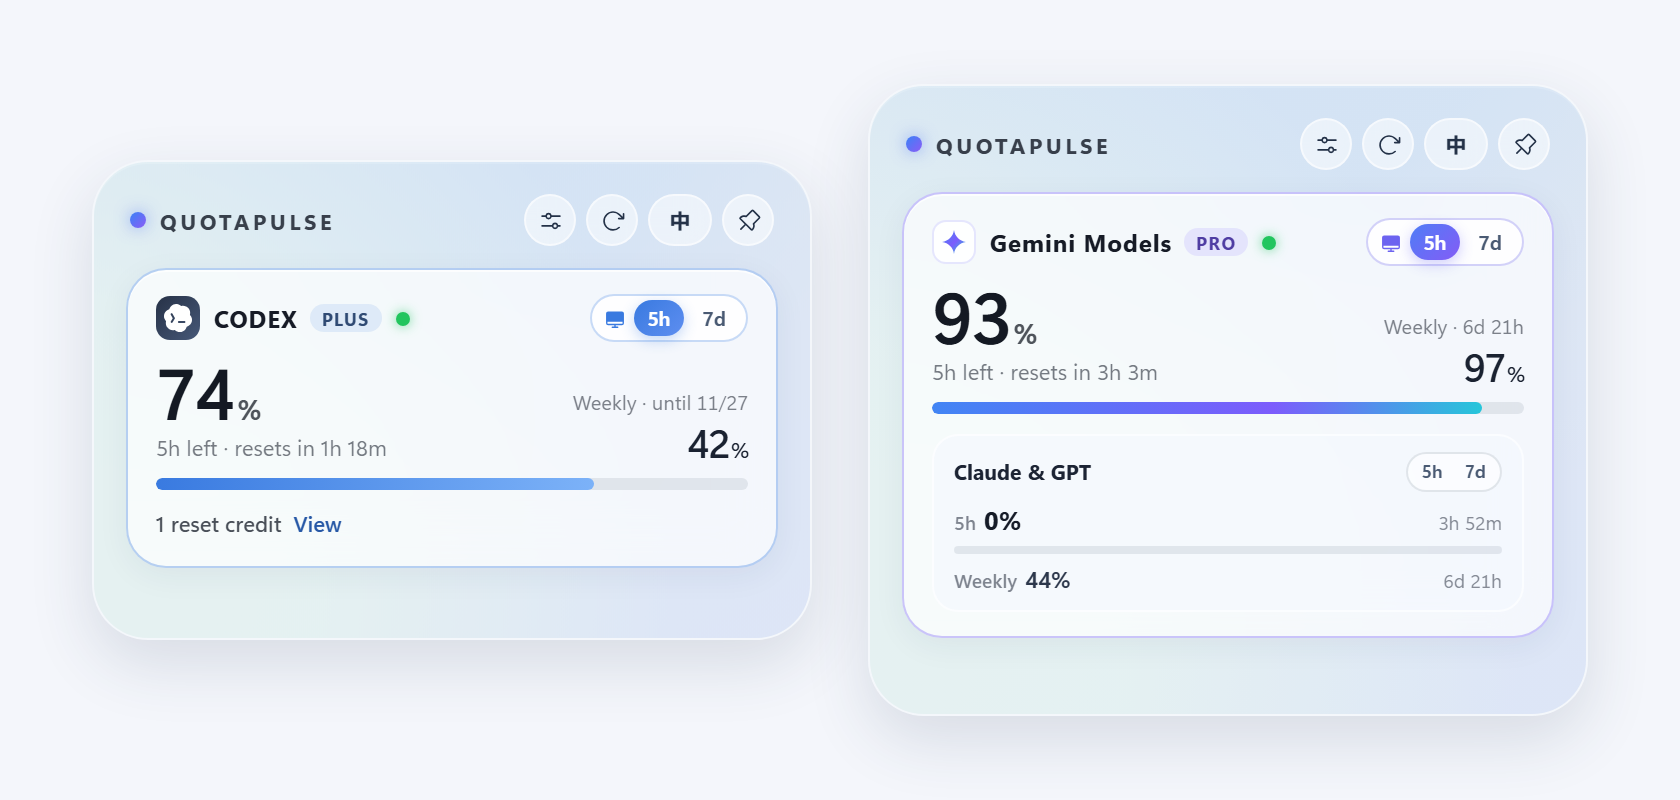 QUOTAPULSE
中
CODEX PLUS
5h 7d
74%
5h left · resets in 1h 18m
Weekly · until 11/27
42%
1 reset credit View
QUOTAPULSE
中
Gemini Models PRO
5h 7d
93%
5h left · resets in 3h 3m
Weekly · 6d 21h
97%
Claude & GPT
5h 7d
5h 0%
3h 52m
Weekly 44%
6d 21h